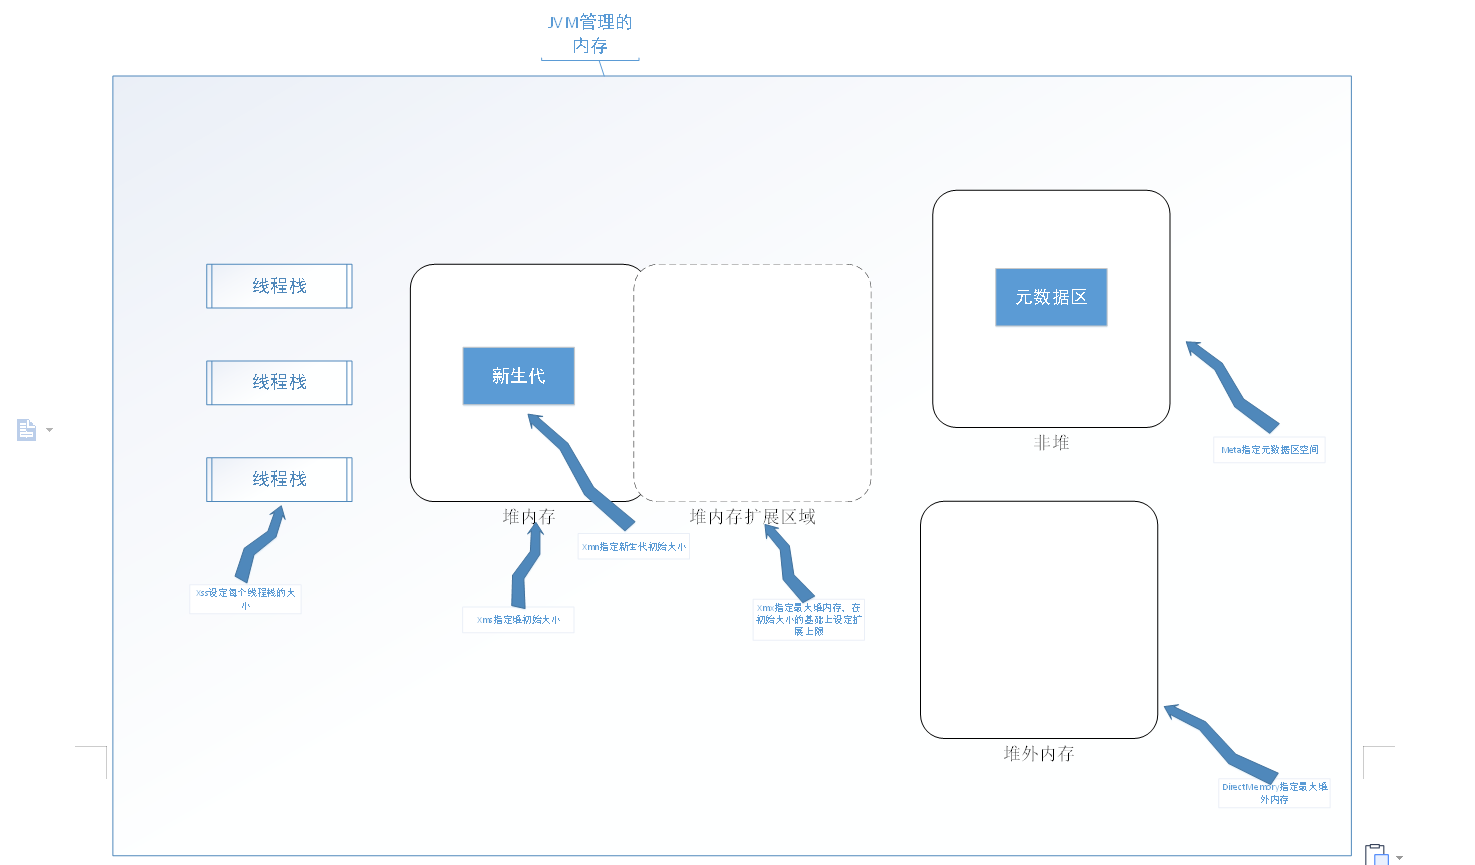 JVM管理的
内存
线程栈
线程栈
线程栈
Xss设定每个线程栈的大
小
新生代
堆内存
堆内存扩展区域
Xmn指定新生代初始大小
Xms指定堆初始大小
Xmx指定最大堆内存，在
初始大小的基础上设定扩
展上限
元数据区
非堆
Meta指定元数据区空间
堆外内存
DirectMemory指定最大堆
外内存